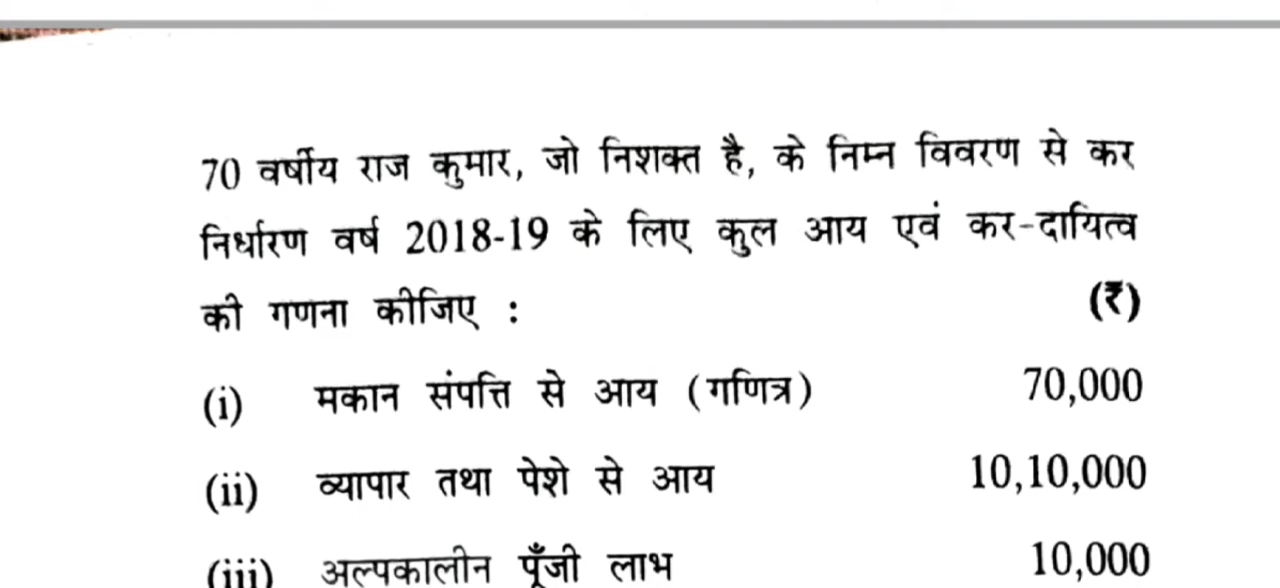 70 वर्षीय राज कुमार, जो निशक्त है, के निम्न विवरण से कर
निर्धारण वर्ष 2018-19 के लिए कुल आय एवं कर-दायित्व
की गणना कीजिए : (₹)
(i) मकान संपत्ति से आय (गणित्र) 70,000
(ii) व्यापार तथा पेशे से आय 10,10,000
(iii) अल्पकालीन पूँजी लाभ 10,000